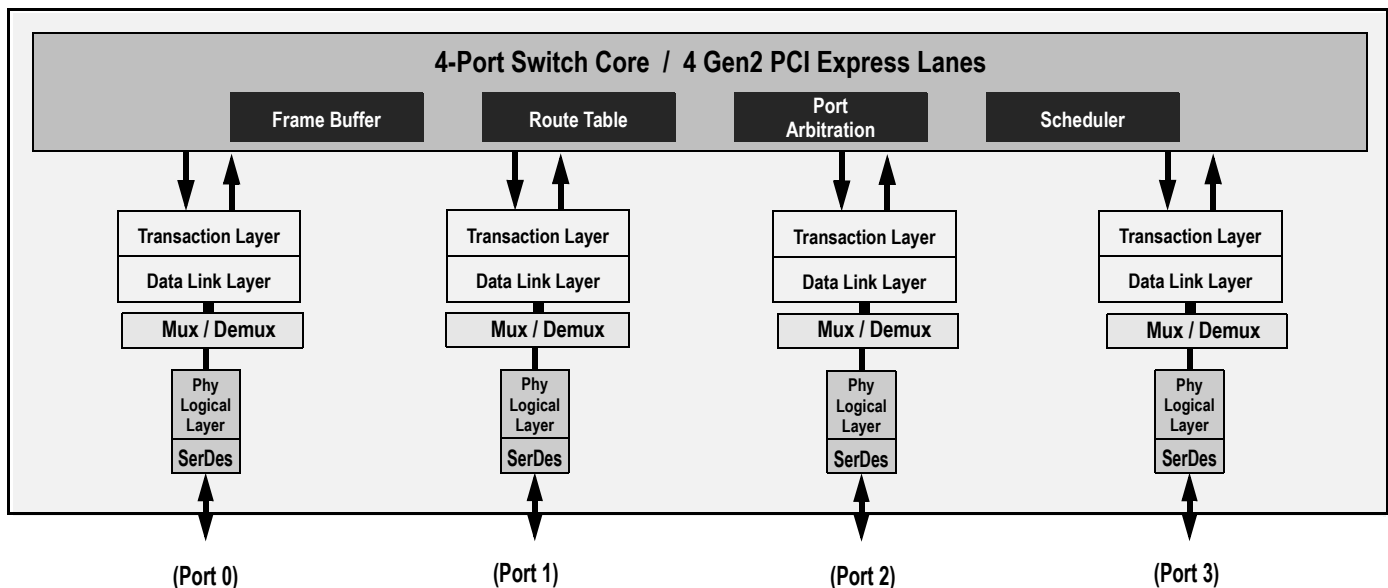 4-Port Switch Core / 4 Gen2 PCI Express Lanes
Frame Buffer
Route Table
Port
Arbitration
Scheduler
Transaction Layer
Data Link Layer
Mux / Demux
Phy
Logical
Layer
SerDes
(Port 0)
Transaction Layer
Data Link Layer
Mux / Demux
Phy
Logical
Layer
SerDes
(Port 1)
Transaction Layer
Data Link Layer
Mux / Demux
Phy
Logical
Layer
SerDes
(Port 2)
Transaction Layer
Data Link Layer
Mux / Demux
Phy
Logical
Layer
SerDes
(Port 3)